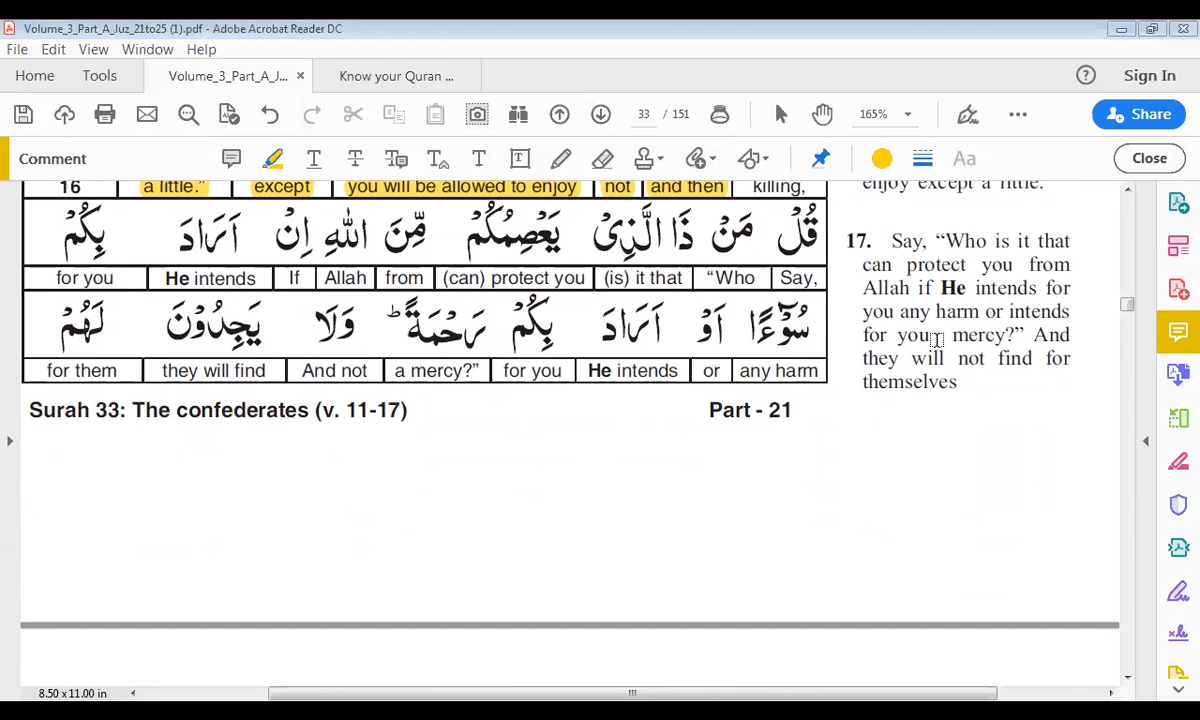 Volume_3_Part_A_Juz_21to25 (1).pdf - Adobe Acrobat Reader DC
File Edit View Window Help
Home Tools Volume_3_Part_A_J... × Know your Quran ... Sign In
33 / 151 165% Share
Comment Aa Close
16 a little.” except you will be allowed to enjoy not and then killing,
قُلْ مَنْ ذَا الَّذِىْ يَعْصِمُكُمْ مِّنَ اللّٰهِ اِنْ اَرَادَ بِكُمْ
for you He intends If Allah from (can) protect you (is) it that “Who Say,
سُوْٓءًا اَوْ اَرَادَ بِكُمْ رَحْمَةً ؕ وَلَا يَجِدُوْنَ لَهُمْ
for them they will find And not a mercy?” for you He intends or any harm
Surah 33: The confederates (v. 11-17) Part - 21
enjoy except a little.
17. Say, “Who is it that
can protect you from
Allah if He intends for
you any harm or intends
for you a mercy?” And
they will not find for
themselves
8.50 x 11.00 in